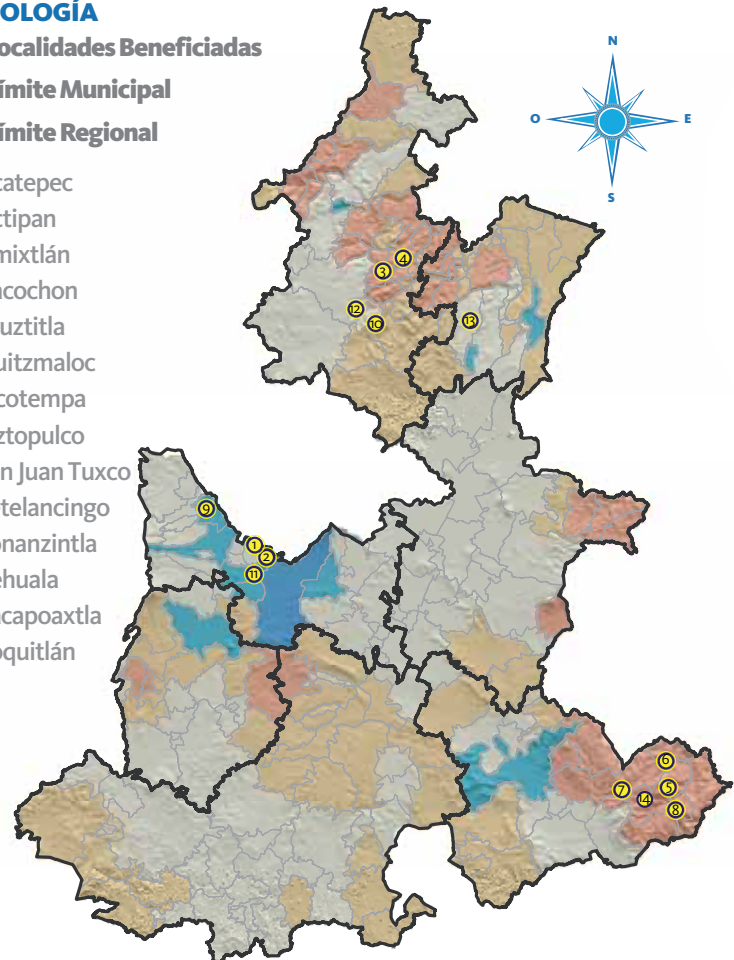 OLOGÍA
ocalidades Beneficiadas
ímite Municipal
ímite Regional
catepec
ctipan
mixtlán
acochon
uztitla
uitzmaloc
cotempa
ztopulco
n Juan Tuxco
telancingo
onanzintla
ehuala
acapoaxtla
oquitlán
N
O E
S
4
3
12
10
13
9
1
2
11
6
7
5
14
8